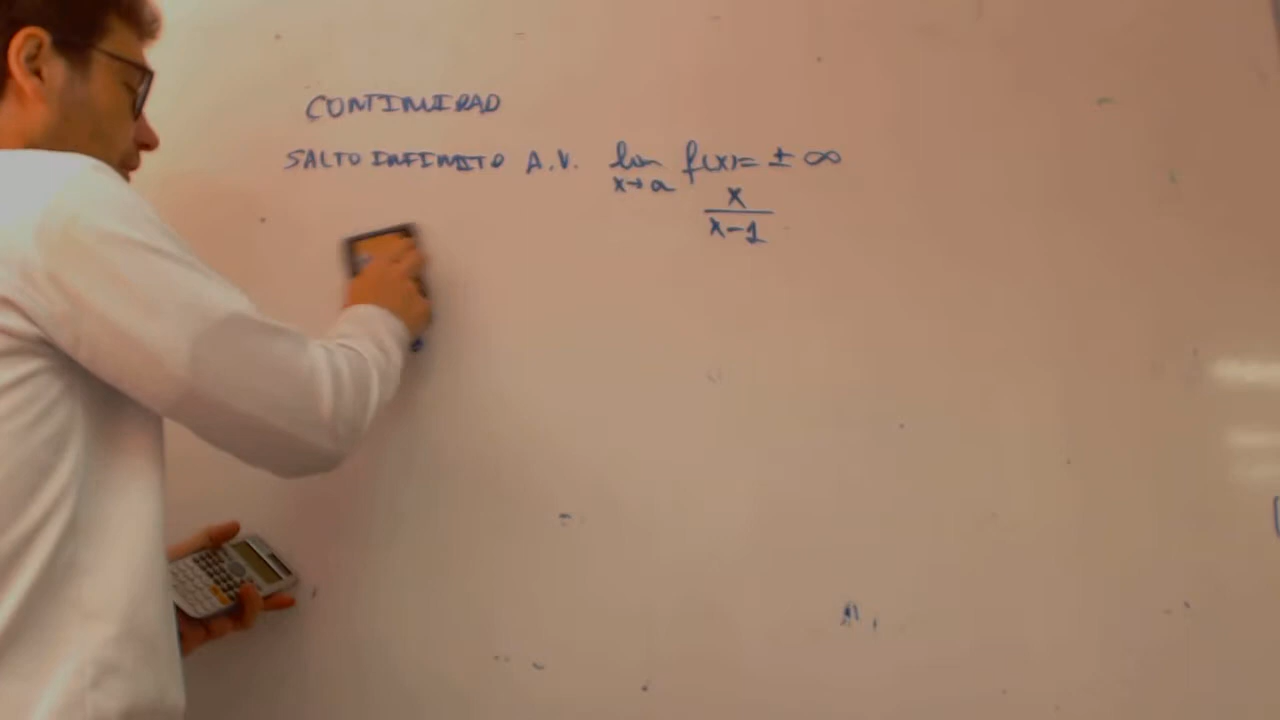 CONTINUIDAD
SALTO INFINITO A.V. lim x→a f(x) = ± ∞
x
x-1